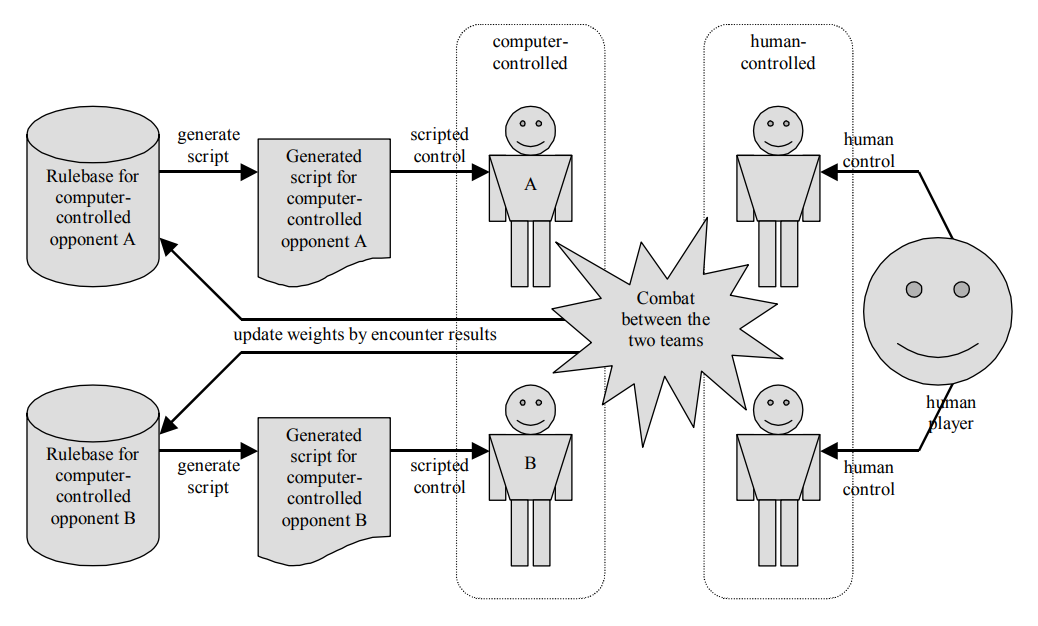 computer-
controlled
human-
controlled
generate
script
scripted
control
human
control
Rulebase for
computer-
controlled
opponent A
Generated
script for
computer-
controlled
opponent A
A
Combat
between the
two teams
update weights by encounter results
human
player
Rulebase for
computer-
controlled
opponent B
generate
script
Generated
script for
computer-
controlled
opponent B
scripted
control
B
human
control